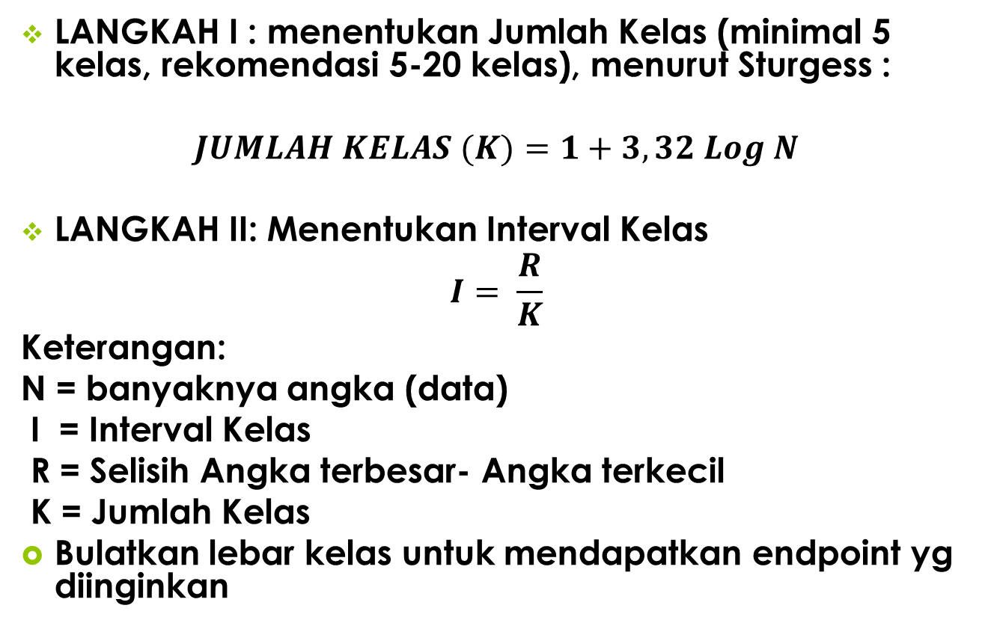 ❖ LANGKAH I : menentukan Jumlah Kelas (minimal 5
kelas, rekomendasi 5-20 kelas), menurut Sturgess :
JUMLAH KELAS (K) = 1 + 3,32 Log N
❖ LANGKAH II: Menentukan Interval Kelas
I = R/K
Keterangan:
N = banyaknya angka (data)
I = Interval Kelas
R = Selisih Angka terbesar- Angka terkecil
K = Jumlah Kelas
Bulatkan lebar kelas untuk mendapatkan endpoint yg
diinginkan